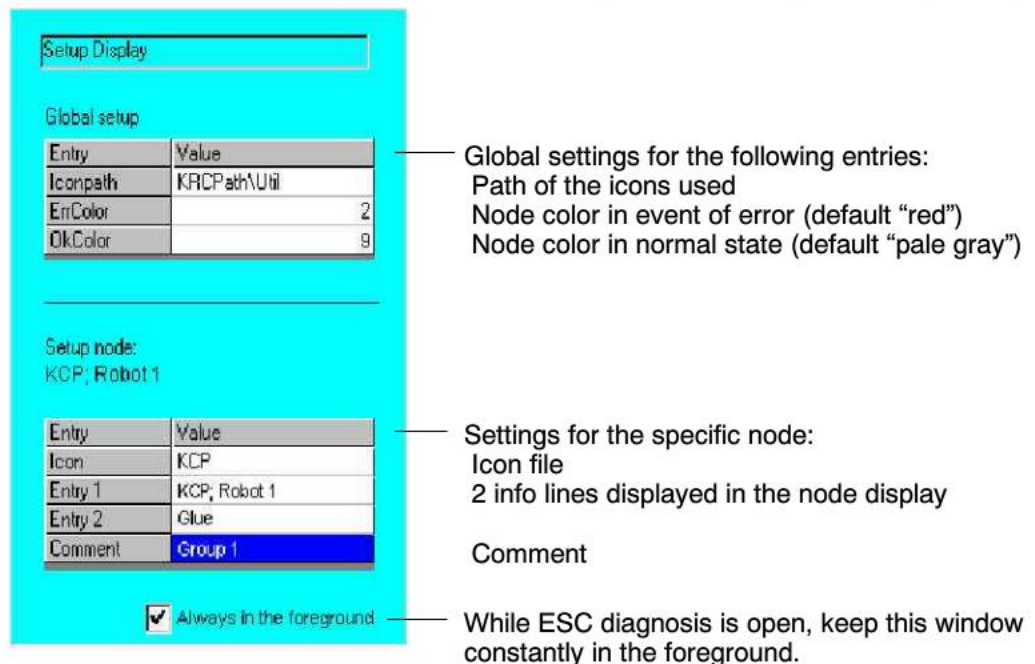 Setup Display
Global setup
Entry Value
Iconpath KRCPath\Util
ErrColor 2
OkColor 9
Global settings for the following entries:
Path of the icons used
Node color in event of error (default “red”)
Node color in normal state (default “pale gray”)
Setup node:
KCP; Robot 1
Entry Value
Icon KCP
Entry 1 KCP; Robot 1
Entry 2 Glue
Comment Group 1
Settings for the specific node:
Icon file
2 info lines displayed in the node display
Comment
Always in the foreground
While ESC diagnosis is open, keep this window
constantly in the foreground.